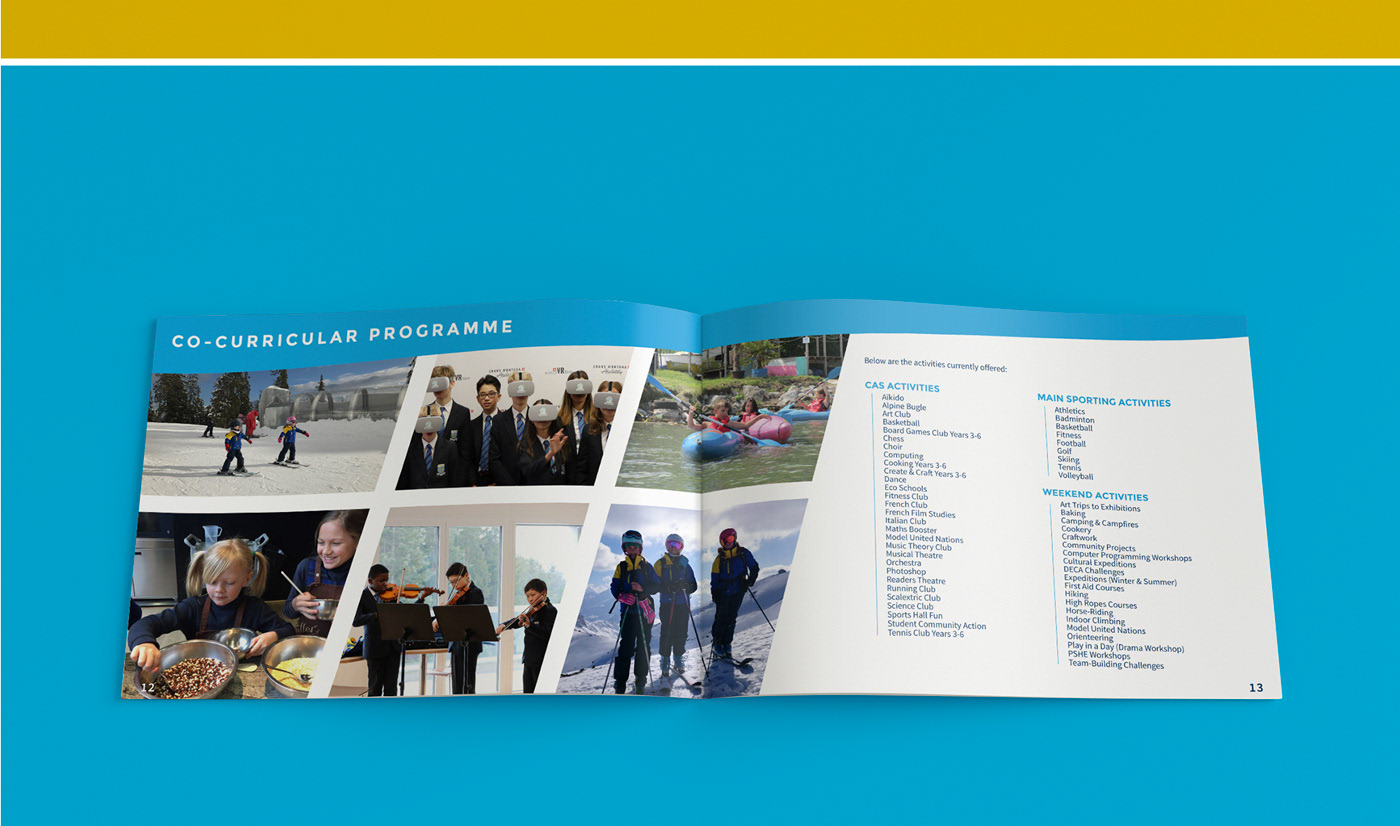 CO-CURRICULAR PROGRAMME
VR
CRANS MONTANA
12
Below are the activities currently offered:
CAS ACTIVITIES
Aikido
Alpine Bugle
Art Club
Basketball
Board Games Club Years 3-6
Chess
Choir
Computing
Cooking Years 3-6
Create & Craft Years 3-6
Dance
Eco Schools
Fitness Club
French Club
French Film Studies
Italian Club
Maths Booster
Model United Nations
Music Theory Club
Musical Theatre
Orchestra
Photoshop
Readers Theatre
Running Club
Scalextric Club
Science Club
Sports Hall Fun
Student Community Action
Tennis Club Years 3-6
MAIN SPORTING ACTIVITIES
Athletics
Badminton
Basketball
Fitness
Football
Golf
Skiing
Tennis
Volleyball
WEEKEND ACTIVITIES
Art Trips to Exhibitions
Baking
Camping & Campfires
Cookery
Craftwork
Community Projects
Computer Programming Workshops
Cultural Expeditions
DECA Challenges
Expeditions (Winter & Summer)
First Aid Courses
Hiking
High Ropes Courses
Horse-Riding
Indoor Climbing
Model United Nations
Orienteering
Play in a Day (Drama Workshop)
PSHE Workshops
Team-Building Challenges
13